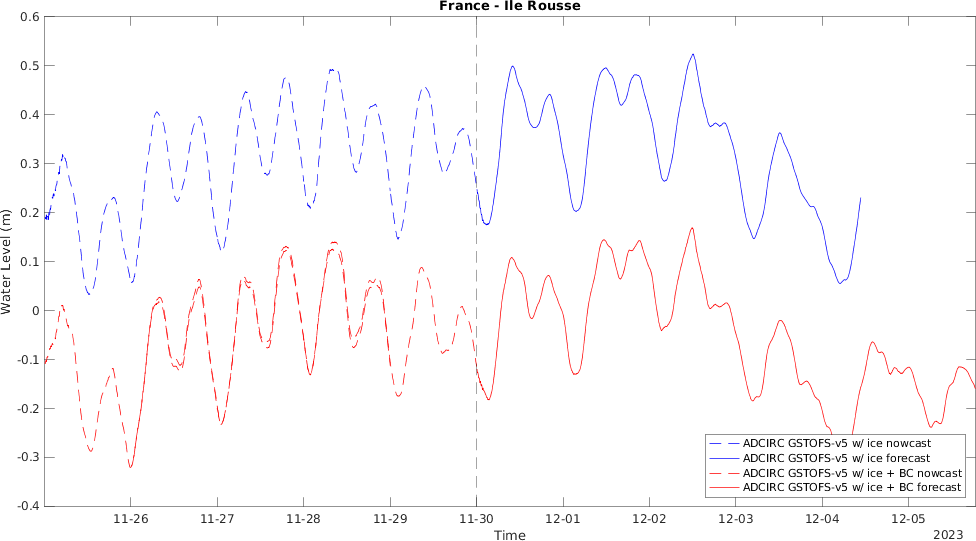 France - Ile Rousse
0.6
0.5
0.4
0.3
0.2
0.1
0
-0.1
-0.2
-0.3
-0.4
Water Level (m)
ADCIRC GSTOFS-v5 w/ ice nowcast
ADCIRC GSTOFS-v5 w/ ice forecast
ADCIRC GSTOFS-v5 w/ ice + BC nowcast
ADCIRC GSTOFS-v5 w/ ice + BC forecast
11-26 11-27 11-28 11-29 11-30 12-01 12-02 12-03 12-04 12-05
Time
2023